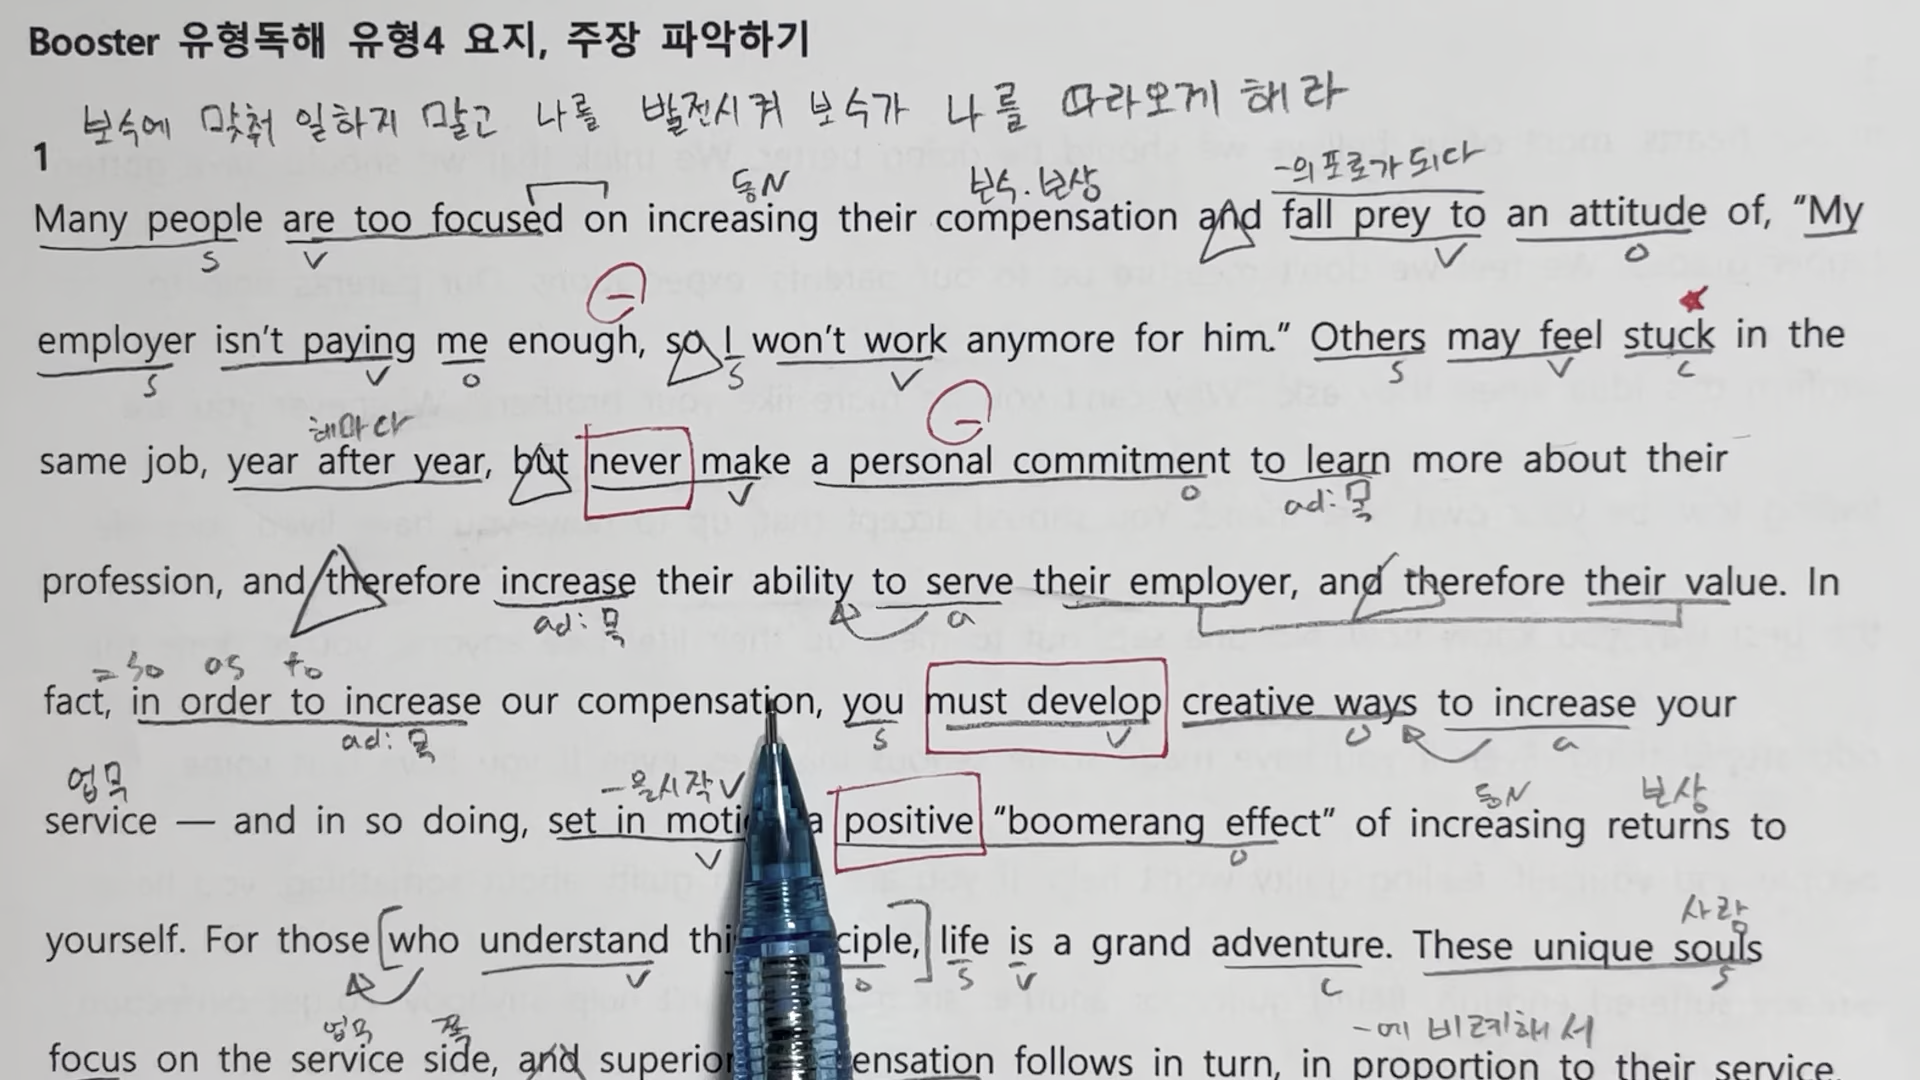 Booster 유형독해 유형4 요지, 주장 파악하기
보수에 맞춰 일하지 말고 나를 발전시켜 보수가 나를 따라오게 해라
1
동N 보수·보상 -의포로가되다
Many people are too focused on increasing their compensation and fall prey to an attitude of, “My
S V V O
employer isn’t paying me enough, so I won’t work anymore for him.” Others may feel stuck in the
S V O S V S V C
해마다
same job, year after year, but never make a personal commitment to learn more about their
V O ad:목
profession, and therefore increase their ability to serve their employer, and therefore their value. In
ad:목 a
=so as to
fact, in order to increase our compensation, you must develop creative ways to increase your
ad:목 S V O a
업무 -을시작V 동N 보상
service — and in so doing, set in a positive “boomerang effect” of increasing returns to
V O
사람
yourself. For those [who understand ] life is a grand adventure. These unique souls
V O S V C S
업무 쪽 -에 비례해서
focus on the service side, and follows in turn, in proportion to their service.